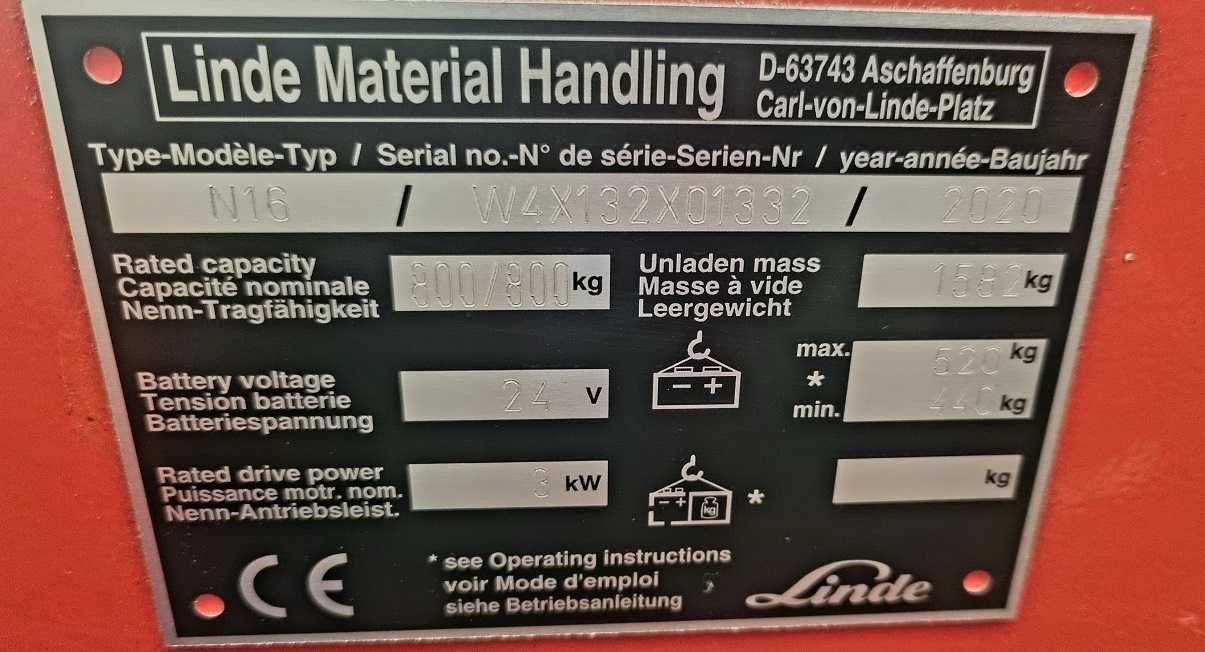 Linde Material Handling
D-63743 Aschaffenburg
Carl-von-Linde-Platz
Type-Modèle-Typ / Serial no.-N° de série-Serien-Nr / year-année-Baujahr
N16 / W4X132X01332 / 2020
Rated capacity
Capacité nominale
Nenn-Tragfähigkeit
800/800 kg
Unladen mass
Masse à vide
Leergewicht
1582 kg
Battery voltage
Tension batterie
Batteriespannung
24 V
- +
max. 520 kg
*
min. 440 kg
Rated drive power
Puissance motr. nom.
Nenn-Antriebsleist.
3 kW
- + kg *
kg
CE
* see Operating instructions
voir Mode d'emploi
siehe Betriebsanleitung
Linde